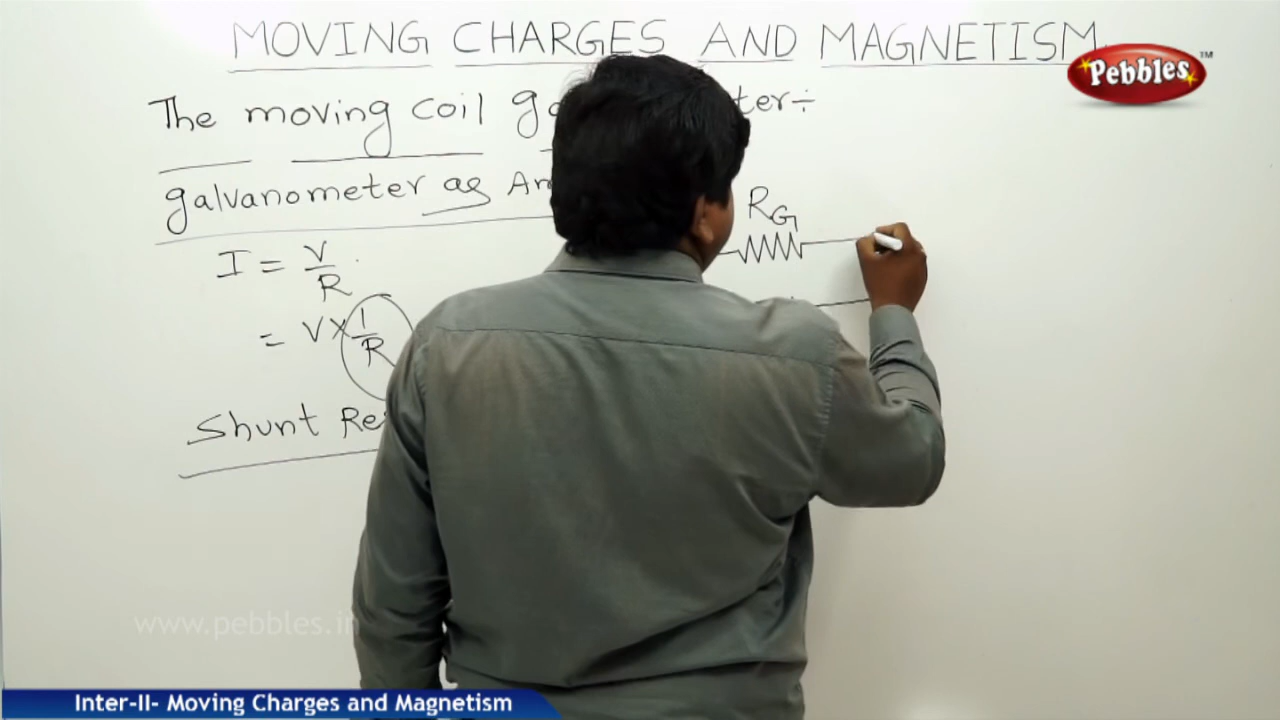 MOVING CHARGES AND MAGNETISM
Pebbles™
The moving coil
galvanometer as
R_G
I = V/R
= V × 1/R
Shunt
www.pebbles.in
Inter-II- Moving Charges and Magnetism